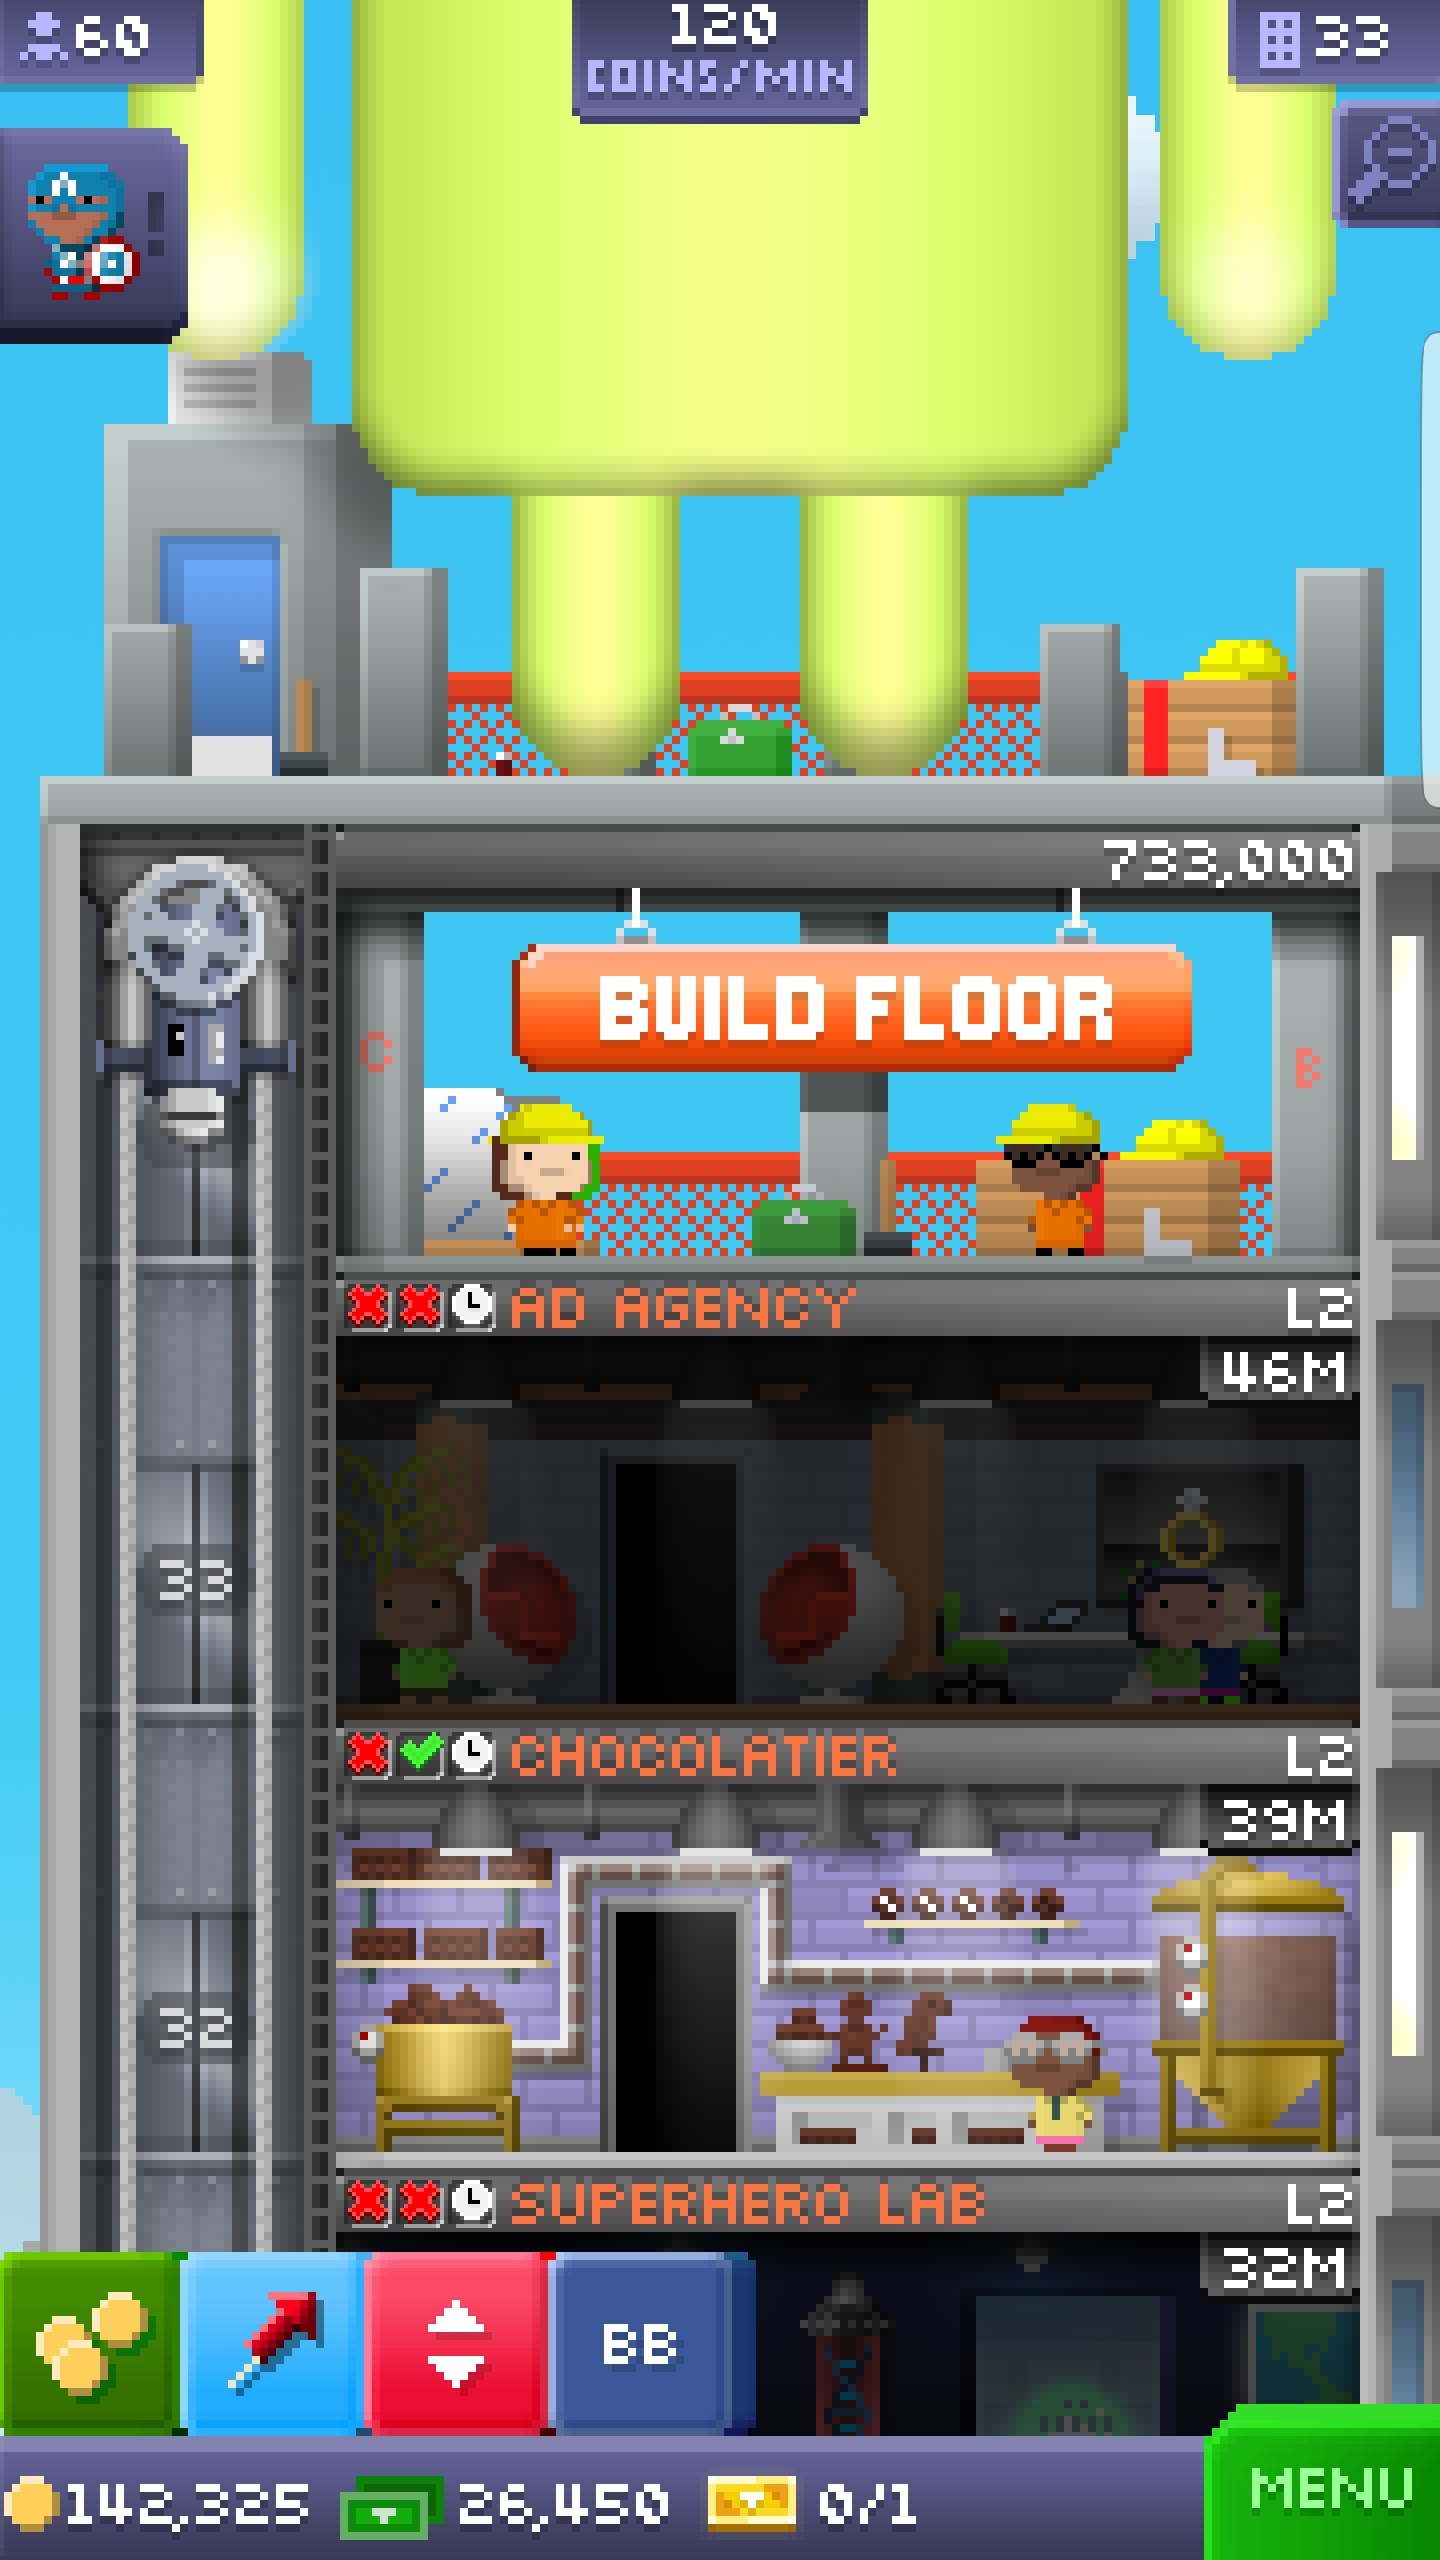 60
120
COINS/MIN
33
733,000
BUILD FLOOR
C
B
AD AGENCY
L2
46M
33
CHOCOLATIER
L2
39M
32
SUPERHERO LAB
L2
32M
BB
142,325
26,450
0/1
MENU